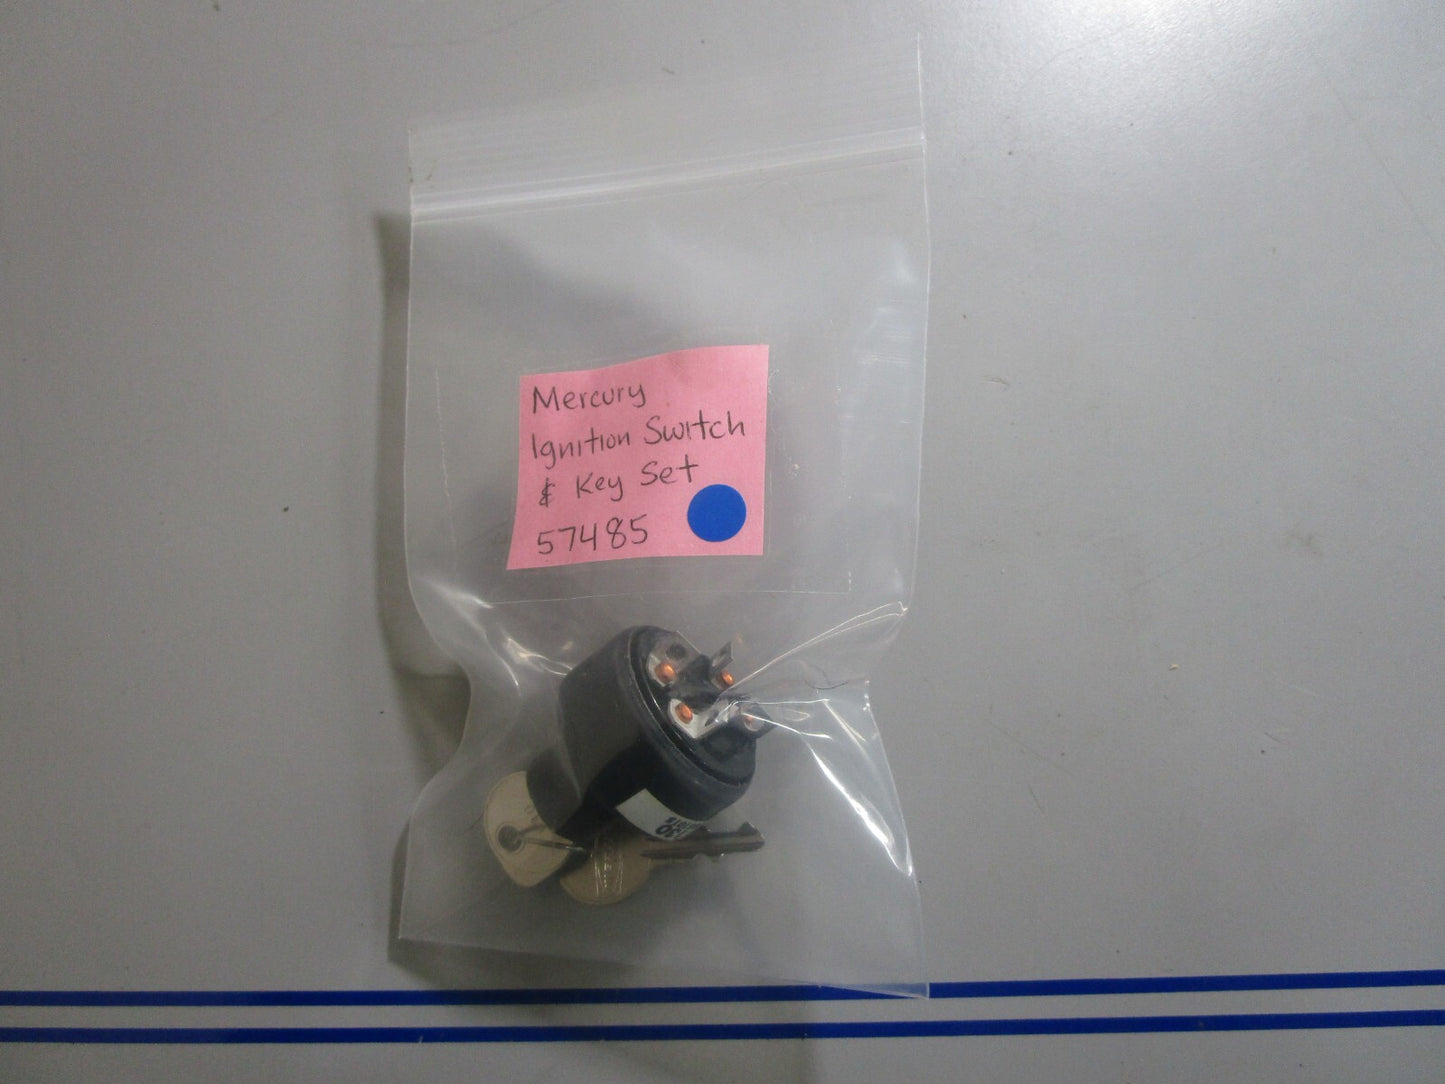 Mercury
Ignition Switch
& Key Set
57485